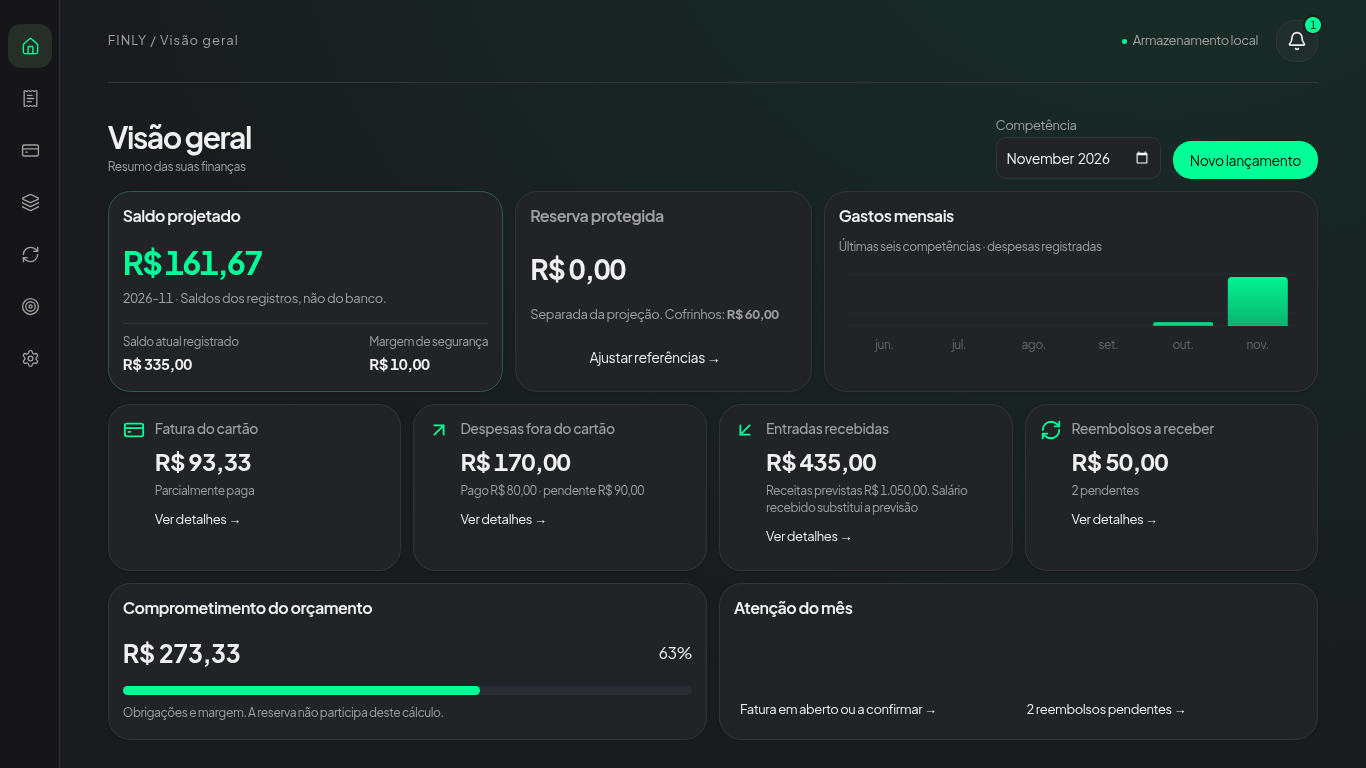 FINLY / Visão geral
Armazenamento local
1
Visão geral
Resumo das suas finanças
Competência
November 2026
Novo lançamento
Saldo projetado
R$ 161,67
2026-11 · Saldos dos registros, não do banco.
Saldo atual registrado
R$ 335,00
Margem de segurança
R$ 10,00
Reserva protegida
R$ 0,00
Separada da projeção. Cofrinhos: R$ 60,00
Ajustar referências →
Gastos mensais
Últimas seis competências · despesas registradas
jun. jul. ago. set. out. nov.
Fatura do cartão
R$ 93,33
Parcialmente paga
Ver detalhes →
Despesas fora do cartão
R$ 170,00
Pago R$ 80,00 · pendente R$ 90,00
Ver detalhes →
Entradas recebidas
R$ 435,00
Receitas previstas R$ 1.050,00. Salário
recebido substitui a previsão
Ver detalhes →
Reembolsos a receber
R$ 50,00
2 pendentes
Ver detalhes →
Comprometimento do orçamento
R$ 273,33
63%
Obrigações e margem. A reserva não participa deste cálculo.
Atenção do mês
Fatura em aberto ou a confirmar →
2 reembolsos pendentes →